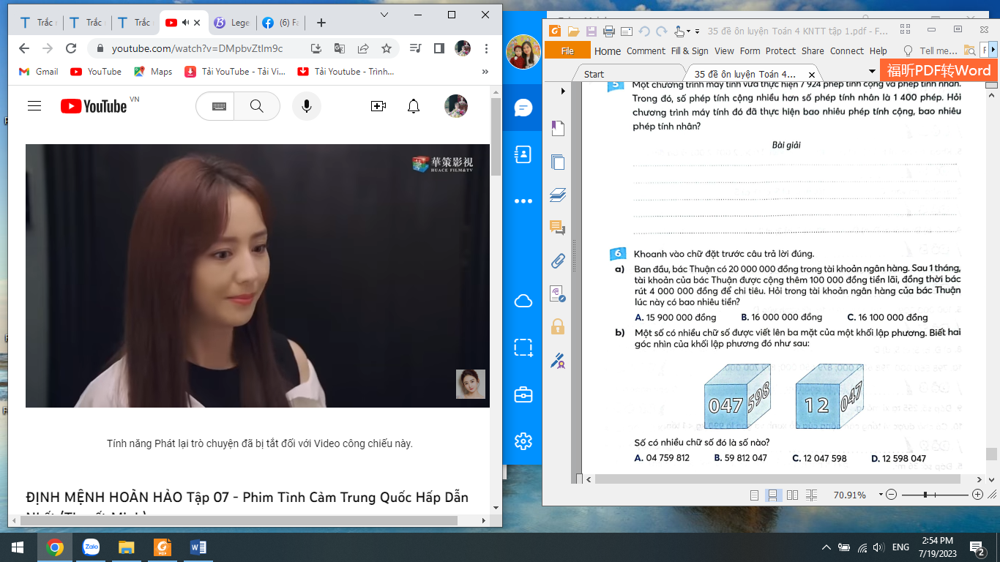 Trắc
Trắc
Trắc
Lege
(6) Fa
youtube.com/watch?v=DMpbvZtlm9c
Gmail
YouTube
Maps
Tải YouTube - Tải Vi...
Tải Youtube - Trình...
»
YouTube VN
華策影視
HUACE FILM&TV
Tính năng Phát lại trò chuyện đã bị tắt đối với Video công chiếu này.
ĐỊNH MỆNH HOÀN HẢO Tập 07 - Phim Tình Cảm Trung Quốc Hấp Dẫn
35 đề ôn luyện Toán 4 KNTT tập 1.pdf - F...
File Home Comment Fill & Sign View Form Protect Share Connect Help Tell me...
福昕PDF转Word
Start
35 đề ôn luyện Toán 4...
5 Một chương trình máy tính vừa thực hiện 7 924 phép tính cộng và phép tính nhân.
Trong đó, số phép tính cộng nhiều hơn số phép tính nhân là 1 400 phép. Hỏi
chương trình máy tính đó đã thực hiện bao nhiêu phép tính cộng, bao nhiêu
phép tính nhân?
Bài giải
6 Khoanh vào chữ đặt trước câu trả lời đúng.
a) Ban đầu, bác Thuận có 20 000 000 đồng trong tài khoản ngân hàng. Sau 1 tháng,
tài khoản của bác Thuận được cộng thêm 100 000 đồng tiền lãi, đồng thời bác
rút 4 000 000 đồng để chi tiêu. Hỏi trong tài khoản ngân hàng của bác Thuận
lúc này có bao nhiêu tiền?
A. 15 900 000 đồng B. 16 000 000 đồng C. 16 100 000 đồng
b) Một số có nhiều chữ số được viết lên ba mặt của một khối lập phương. Biết hai
góc nhìn của khối lập phương đó như sau:
047 598 12 047
Số có nhiều chữ số đó là số nào?
A. 04 759 812 B. 59 812 047 C. 12 047 598 D. 12 598 047
70.91%
Zalo
PDF
ENG
2:54 PM
7/19/2023
2